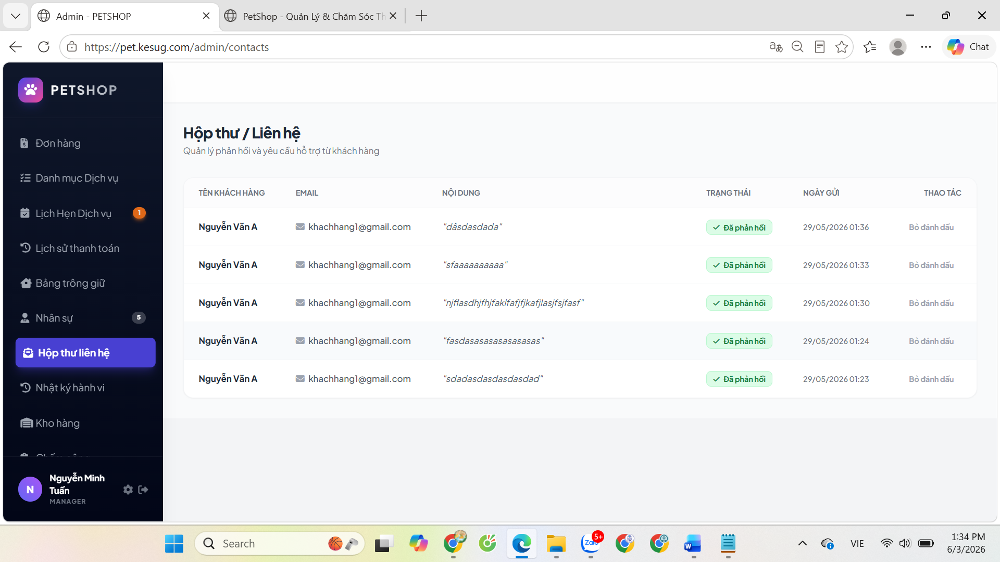 Admin - PETSHOP
PetShop - Quản Lý & Chăm Sóc Th
https://pet.kesug.com/admin/contacts
Chat
PETSHOP
Đơn hàng
Danh mục Dịch vụ
Lịch Hẹn Dịch vụ 1
Lịch sử thanh toán
Bảng trông giữ
Nhân sự 5
Hộp thư liên hệ
Nhật ký hành vi
Kho hàng
Nguyễn Minh
Tuấn
MANAGER
N
Hộp thư / Liên hệ
Quản lý phản hồi và yêu cầu hỗ trợ từ khách hàng
TÊN KHÁCH HÀNG EMAIL NỘI DUNG TRẠNG THÁI NGÀY GỬI THAO TÁC
Nguyễn Văn A khachhang1@gmail.com "dâsdasdada" Đã phản hồi 29/05/2026 01:36 Bỏ đánh dấu
Nguyễn Văn A khachhang1@gmail.com "sfaaaaaaaaaa" Đã phản hồi 29/05/2026 01:33 Bỏ đánh dấu
Nguyễn Văn A khachhang1@gmail.com "njflasdhjfhjfaklfafjfjkafjlasjfsjfasf" Đã phản hồi 29/05/2026 01:30 Bỏ đánh dấu
Nguyễn Văn A khachhang1@gmail.com "fasdasasasasasasasas" Đã phản hồi 29/05/2026 01:24 Bỏ đánh dấu
Nguyễn Văn A khachhang1@gmail.com "sdadasdasdasdasdad" Đã phản hồi 29/05/2026 01:23 Bỏ đánh dấu
Search
Zalo
5+
VIE
1:34 PM
6/3/2026